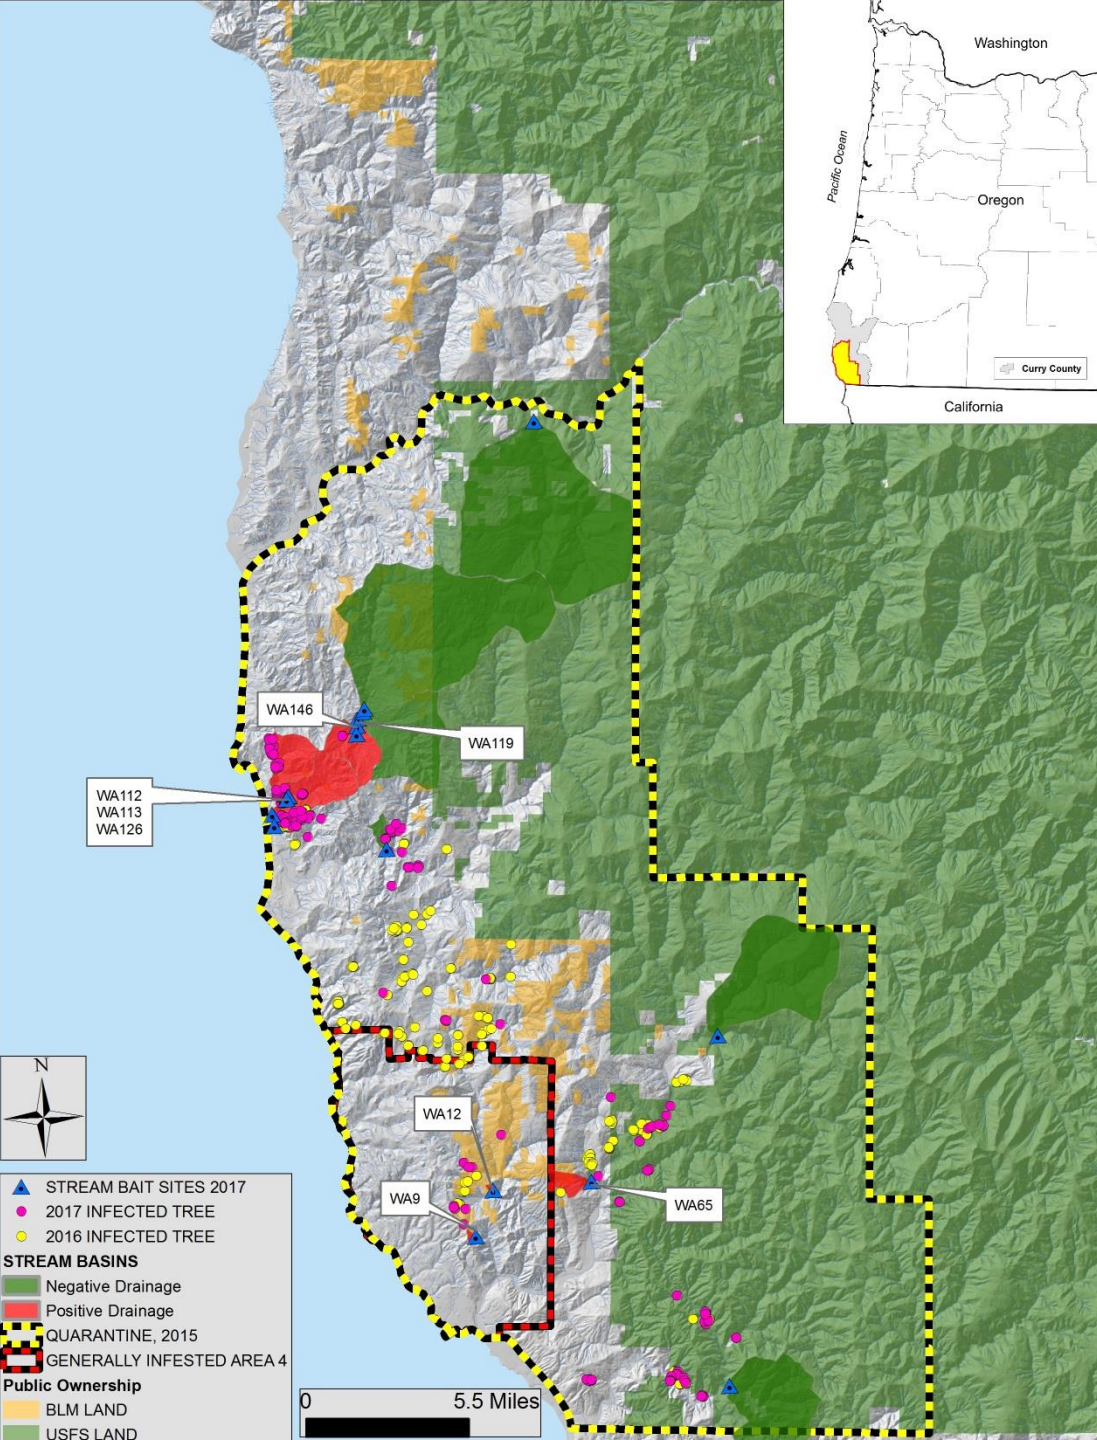 Washington
Pacific Ocean
Oregon
Curry County
California
WA146
WA119
WA112
WA113
WA126
WA12
WA9
WA65
N
STREAM BAIT SITES 2017
2017 INFECTED TREE
2016 INFECTED TREE
STREAM BASINS
Negative Drainage
Positive Drainage
QUARANTINE, 2015
GENERALLY INFESTED AREA 4
Public Ownership
BLM LAND
USFS LAND
0 5.5 Miles